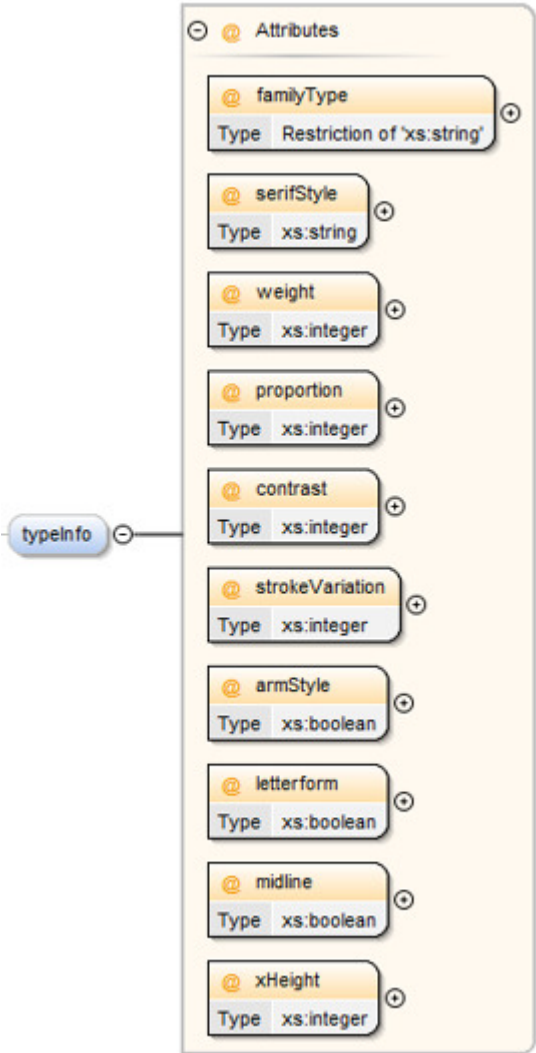 @ Attributes
@ familyType
Type Restriction of 'xs:string'
@ serifStyle
Type xs:string
@ weight
Type xs:integer
@ proportion
Type xs:integer
@ contrast
Type xs:integer
typeInfo
@ strokeVariation
Type xs:integer
@ armStyle
Type xs:boolean
@ letterform
Type xs:boolean
@ midline
Type xs:boolean
@ xHeight
Type xs:integer